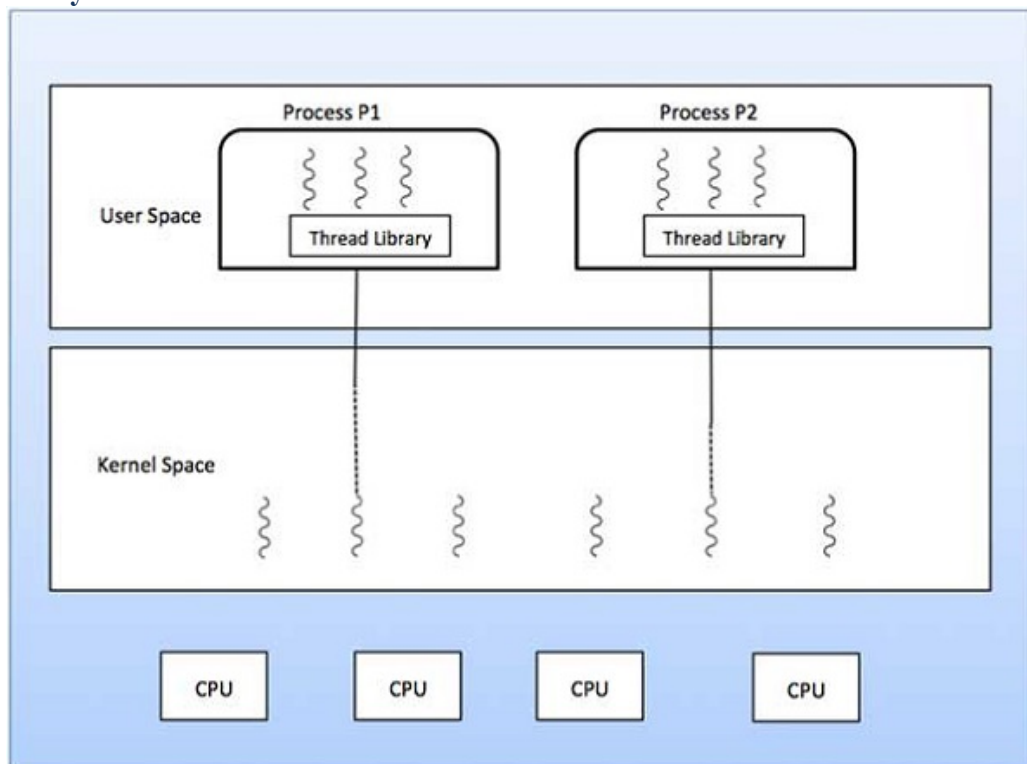 Process P1
Process P2
User Space
Thread Library
Thread Library
Kernel Space
CPU
CPU
CPU
CPU